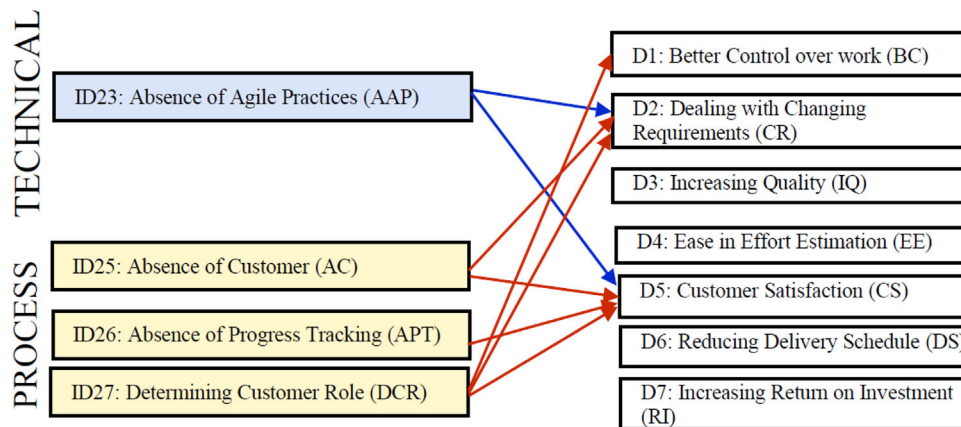 TECHNICAL
ID23: Absence of Agile Practices (AAP)
PROCESS
ID25: Absence of Customer (AC)
ID26: Absence of Progress Tracking (APT)
ID27: Determining Customer Role (DCR)
D1: Better Control over work (BC)
D2: Dealing with Changing
Requirements (CR)
D3: Increasing Quality (IQ)
D4: Ease in Effort Estimation (EE)
D5: Customer Satisfaction (CS)
D6: Reducing Delivery Schedule (DS)
D7: Increasing Return on Investment
(RI)